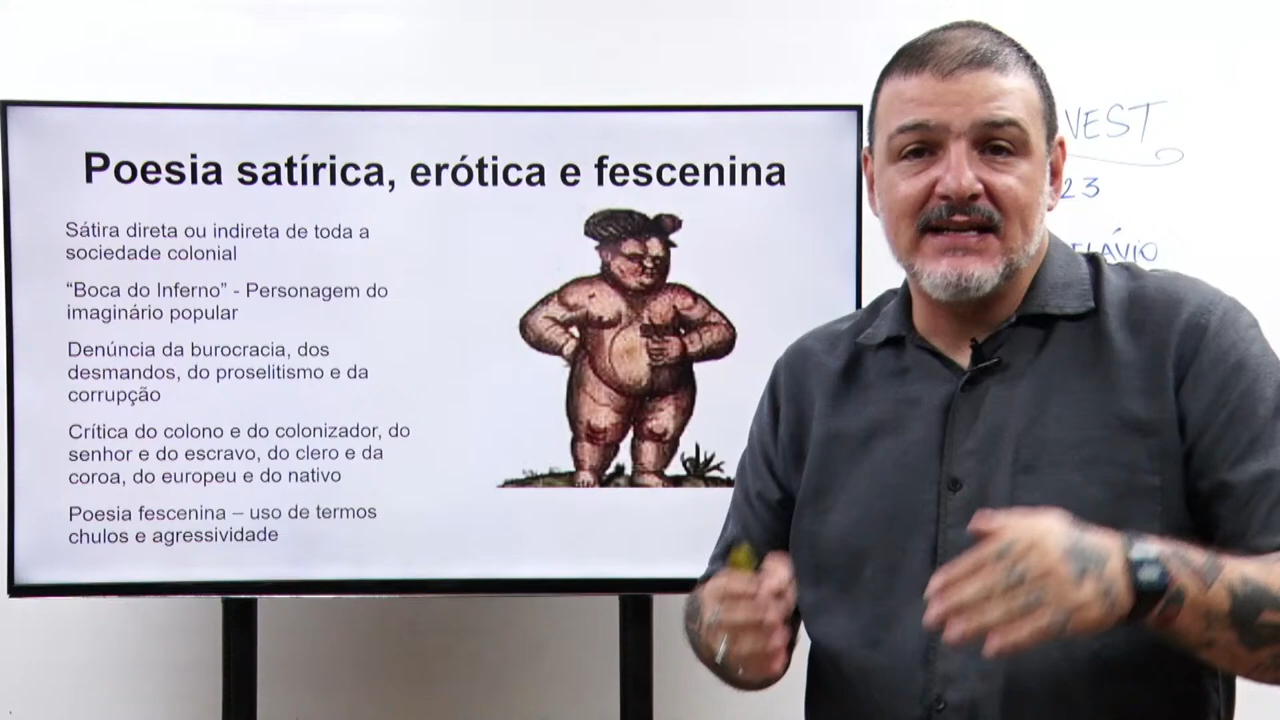 Poesia satírica, erótica e fescenina
Sátira direta ou indireta de toda a
sociedade colonial
“Boca do Inferno” - Personagem do
imaginário popular
Denúncia da burocracia, dos
desmandos, do proselitismo e da
corrupção
Crítica do colono e do colonizador, do
senhor e do escravo, do clero e da
coroa, do europeu e do nativo
Poesia fescenina – uso de termos
chulos e agressividade
VEST
23
FLÁVIO